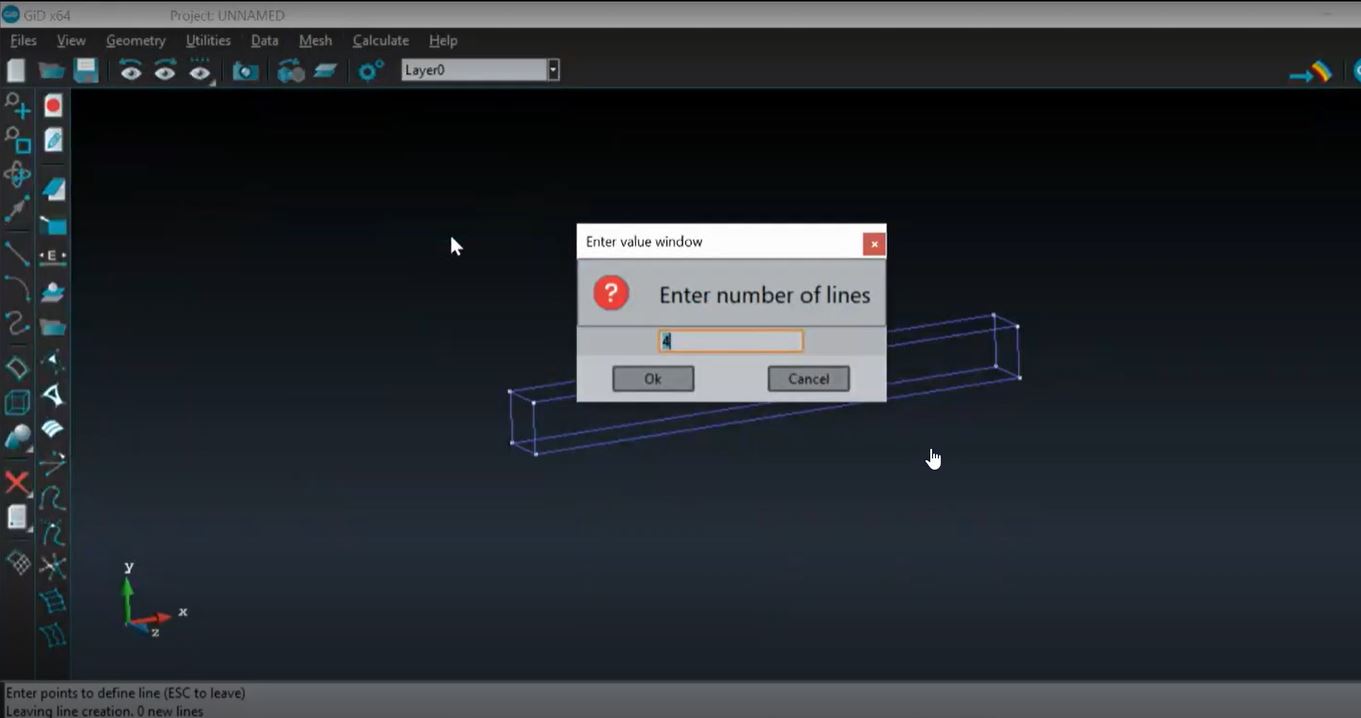 GiD x64 Project: UNNAMED
Files View Geometry Utilities Data Mesh Calculate Help
Layer0
E
Enter value window
?
Enter number of lines
4
Ok Cancel
y
x
z
Enter points to define line (ESC to leave)
Leaving line creation. 0 new lines